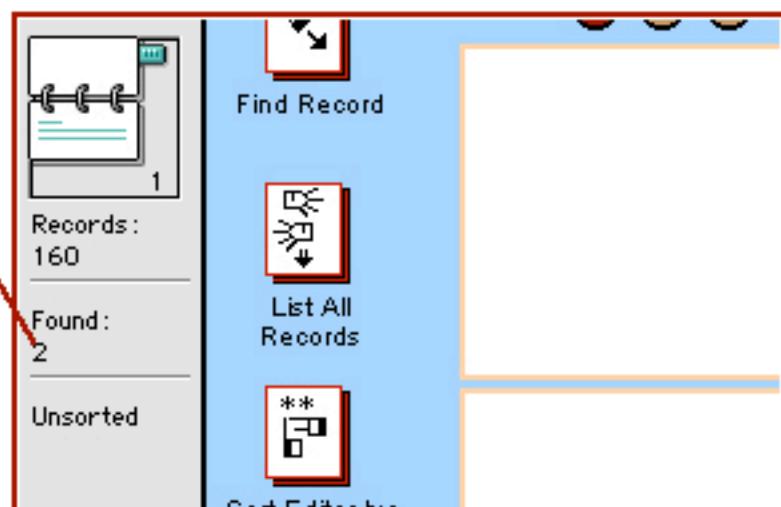 1
Records:
160
Found:
2
Unsorted
Find Record
List All
Records
**